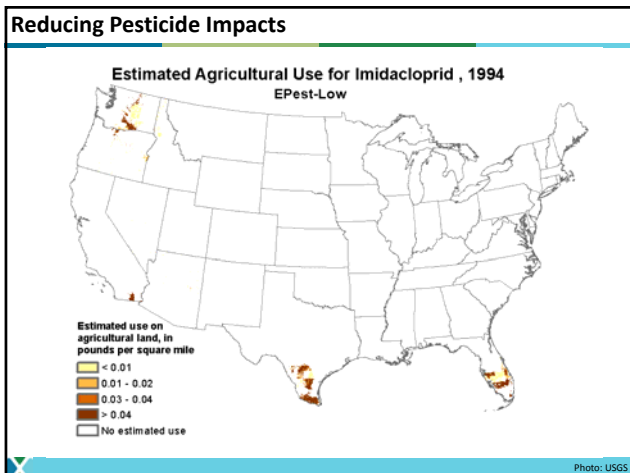 Reducing Pesticide Impacts
Estimated Agricultural Use for Imidacloprid , 1994
EPest-Low
Estimated use on
agricultural land, in
pounds per square mile
< 0.01
0.01 - 0.02
0.03 - 0.04
> 0.04
No estimated use
Photo: USGS